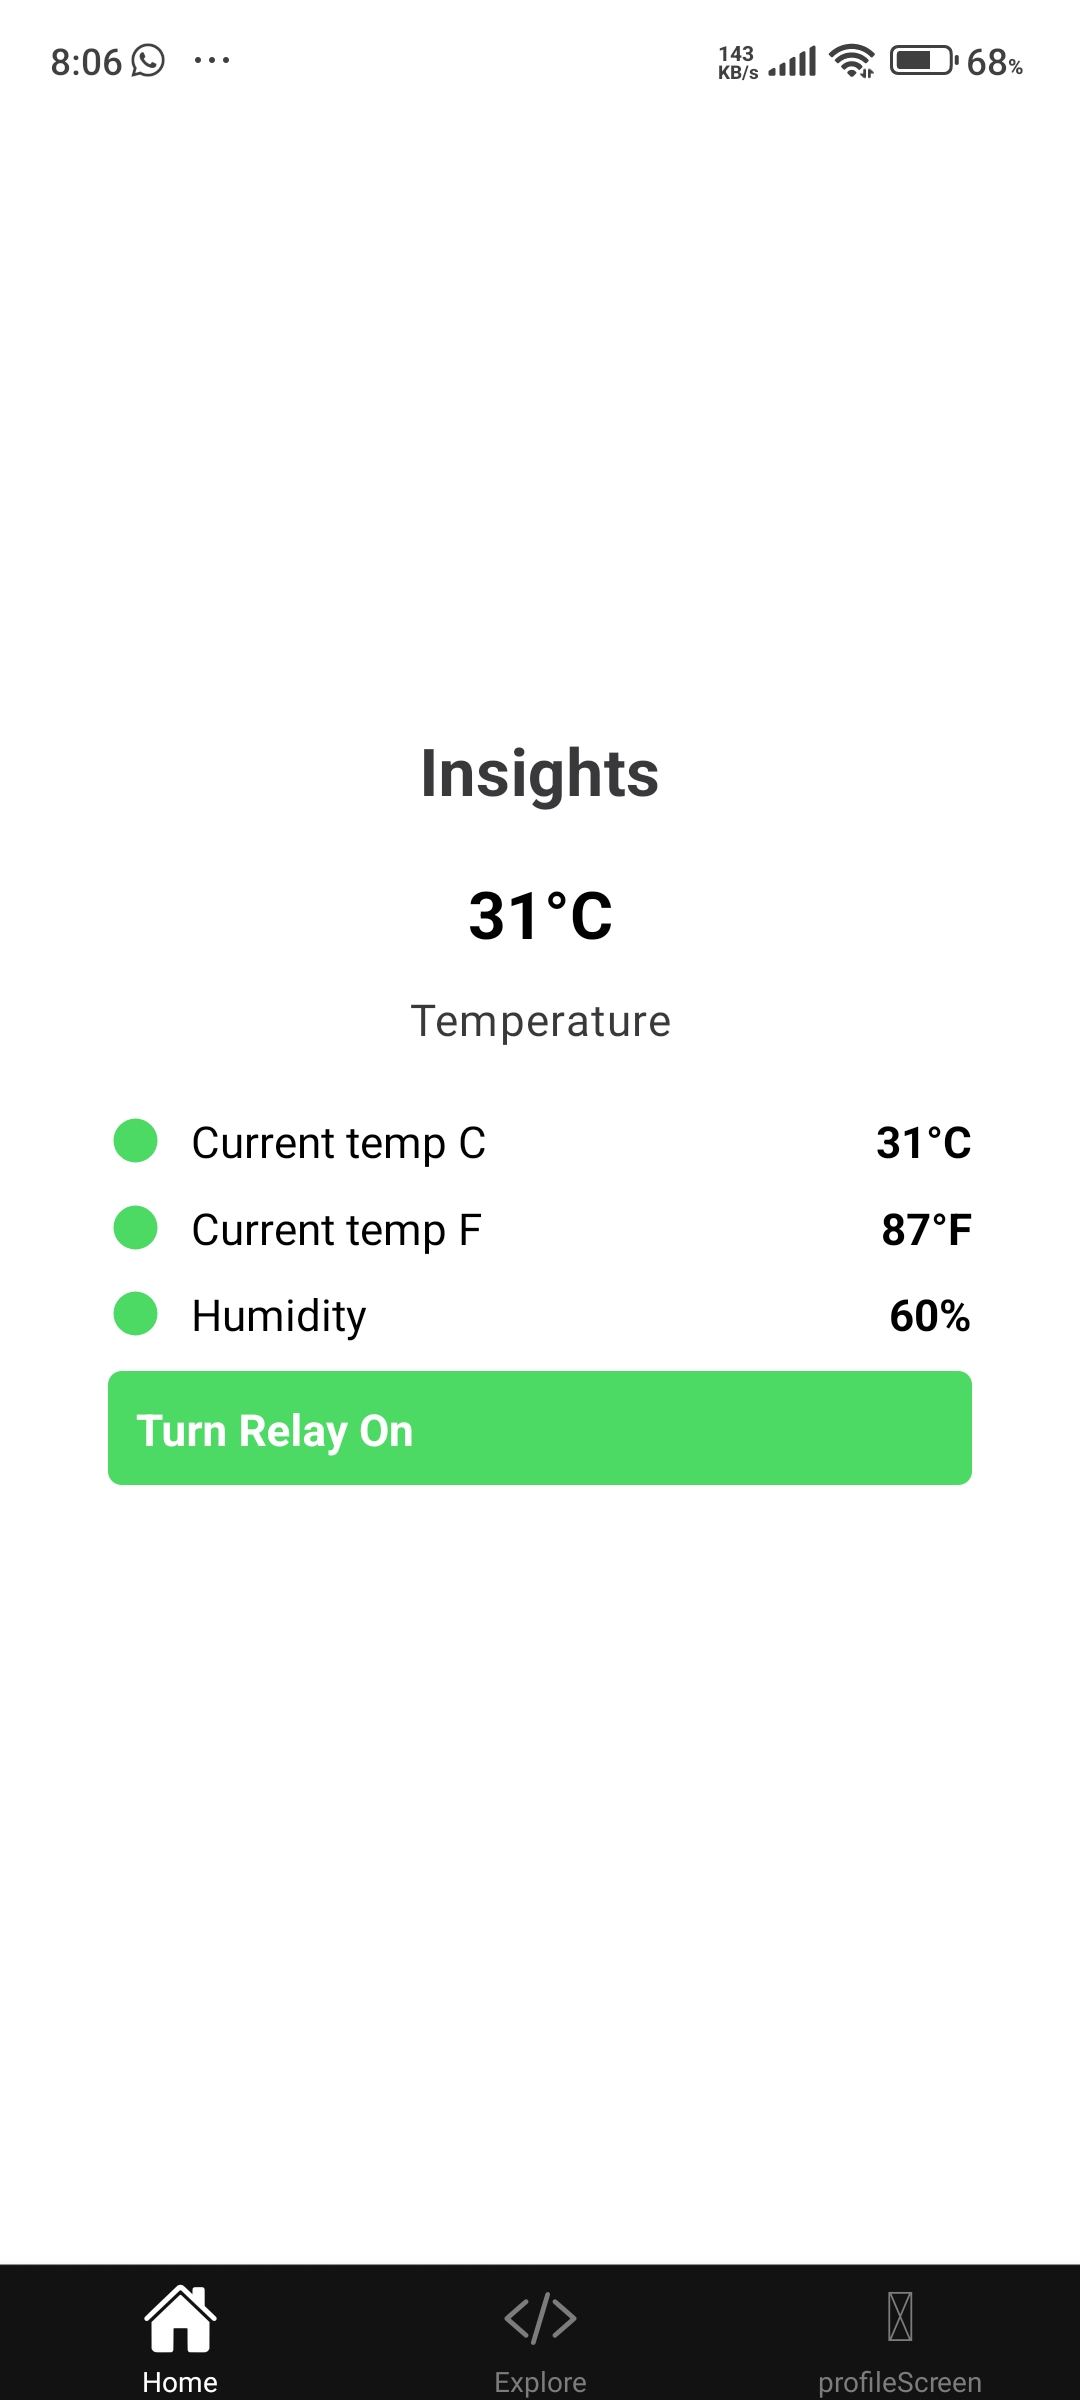 8:06 143 KB/s 68%
Insights
31°C
Temperature
Current temp C 31°C
Current temp F 87°F
Humidity 60%
Turn Relay On
Home Explore profileScreen